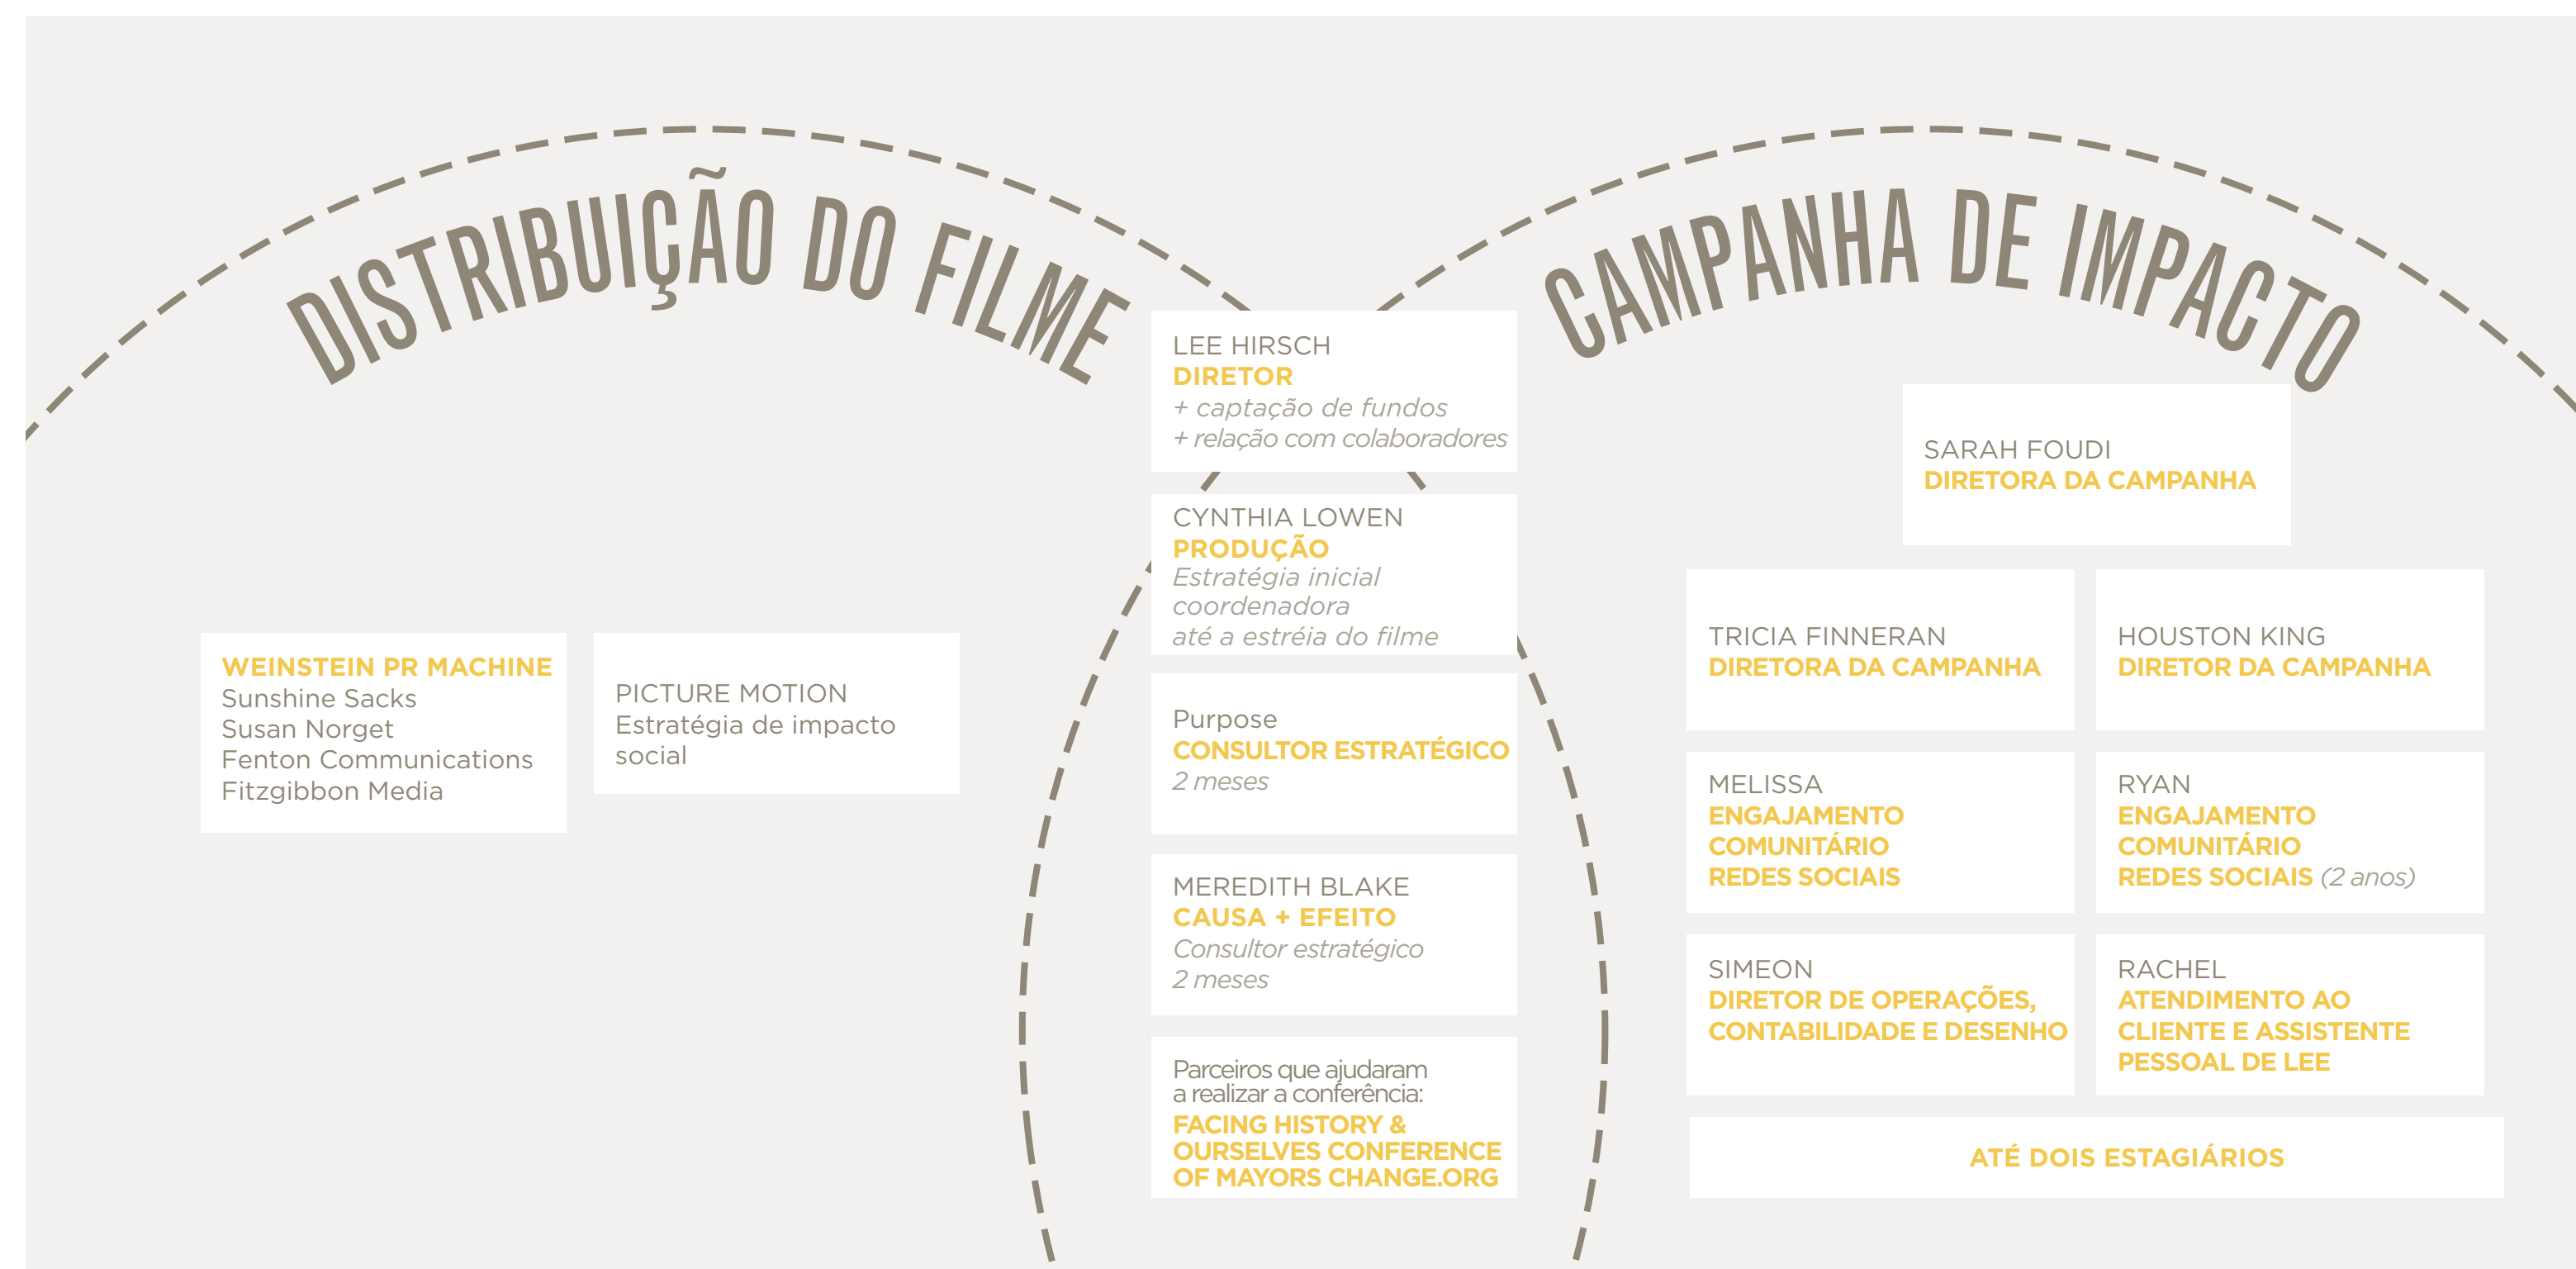 DISTRIBUIÇÃO DO FILME
WEINSTEIN PR MACHINE
Sunshine Sacks
Susan Norget
Fenton Communications
Fitzgibbon Media
PICTURE MOTION
Estratégia de impacto
social
LEE HIRSCH
DIRETOR
+ captação de fundos
+ relação com colaboradores
CYNTHIA LOWEN
PRODUÇÃO
Estratégia inicial
coordenadora
até a estréia do filme
Purpose
CONSULTOR ESTRATÉGICO
2 meses
MEREDITH BLAKE
CAUSA + EFEITO
Consultor estratégico
2 meses
Parceiros que ajudaram
a realizar a conferência:
FACING HISTORY &
OURSELVES CONFERENCE
OF MAYORS CHANGE.ORG
CAMPANHA DE IMPACTO
SARAH FOUDI
DIRETORA DA CAMPANHA
TRICIA FINNERAN
DIRETORA DA CAMPANHA
HOUSTON KING
DIRETOR DA CAMPANHA
MELISSA
ENGAJAMENTO
COMUNITÁRIO
REDES SOCIAIS
RYAN
ENGAJAMENTO
COMUNITÁRIO
REDES SOCIAIS (2 anos)
SIMEON
DIRETOR DE OPERAÇÕES,
CONTABILIDADE E DESENHO
RACHEL
ATENDIMENTO AO
CLIENTE E ASSISTENTE
PESSOAL DE LEE
ATÉ DOIS ESTAGIÁRIOS